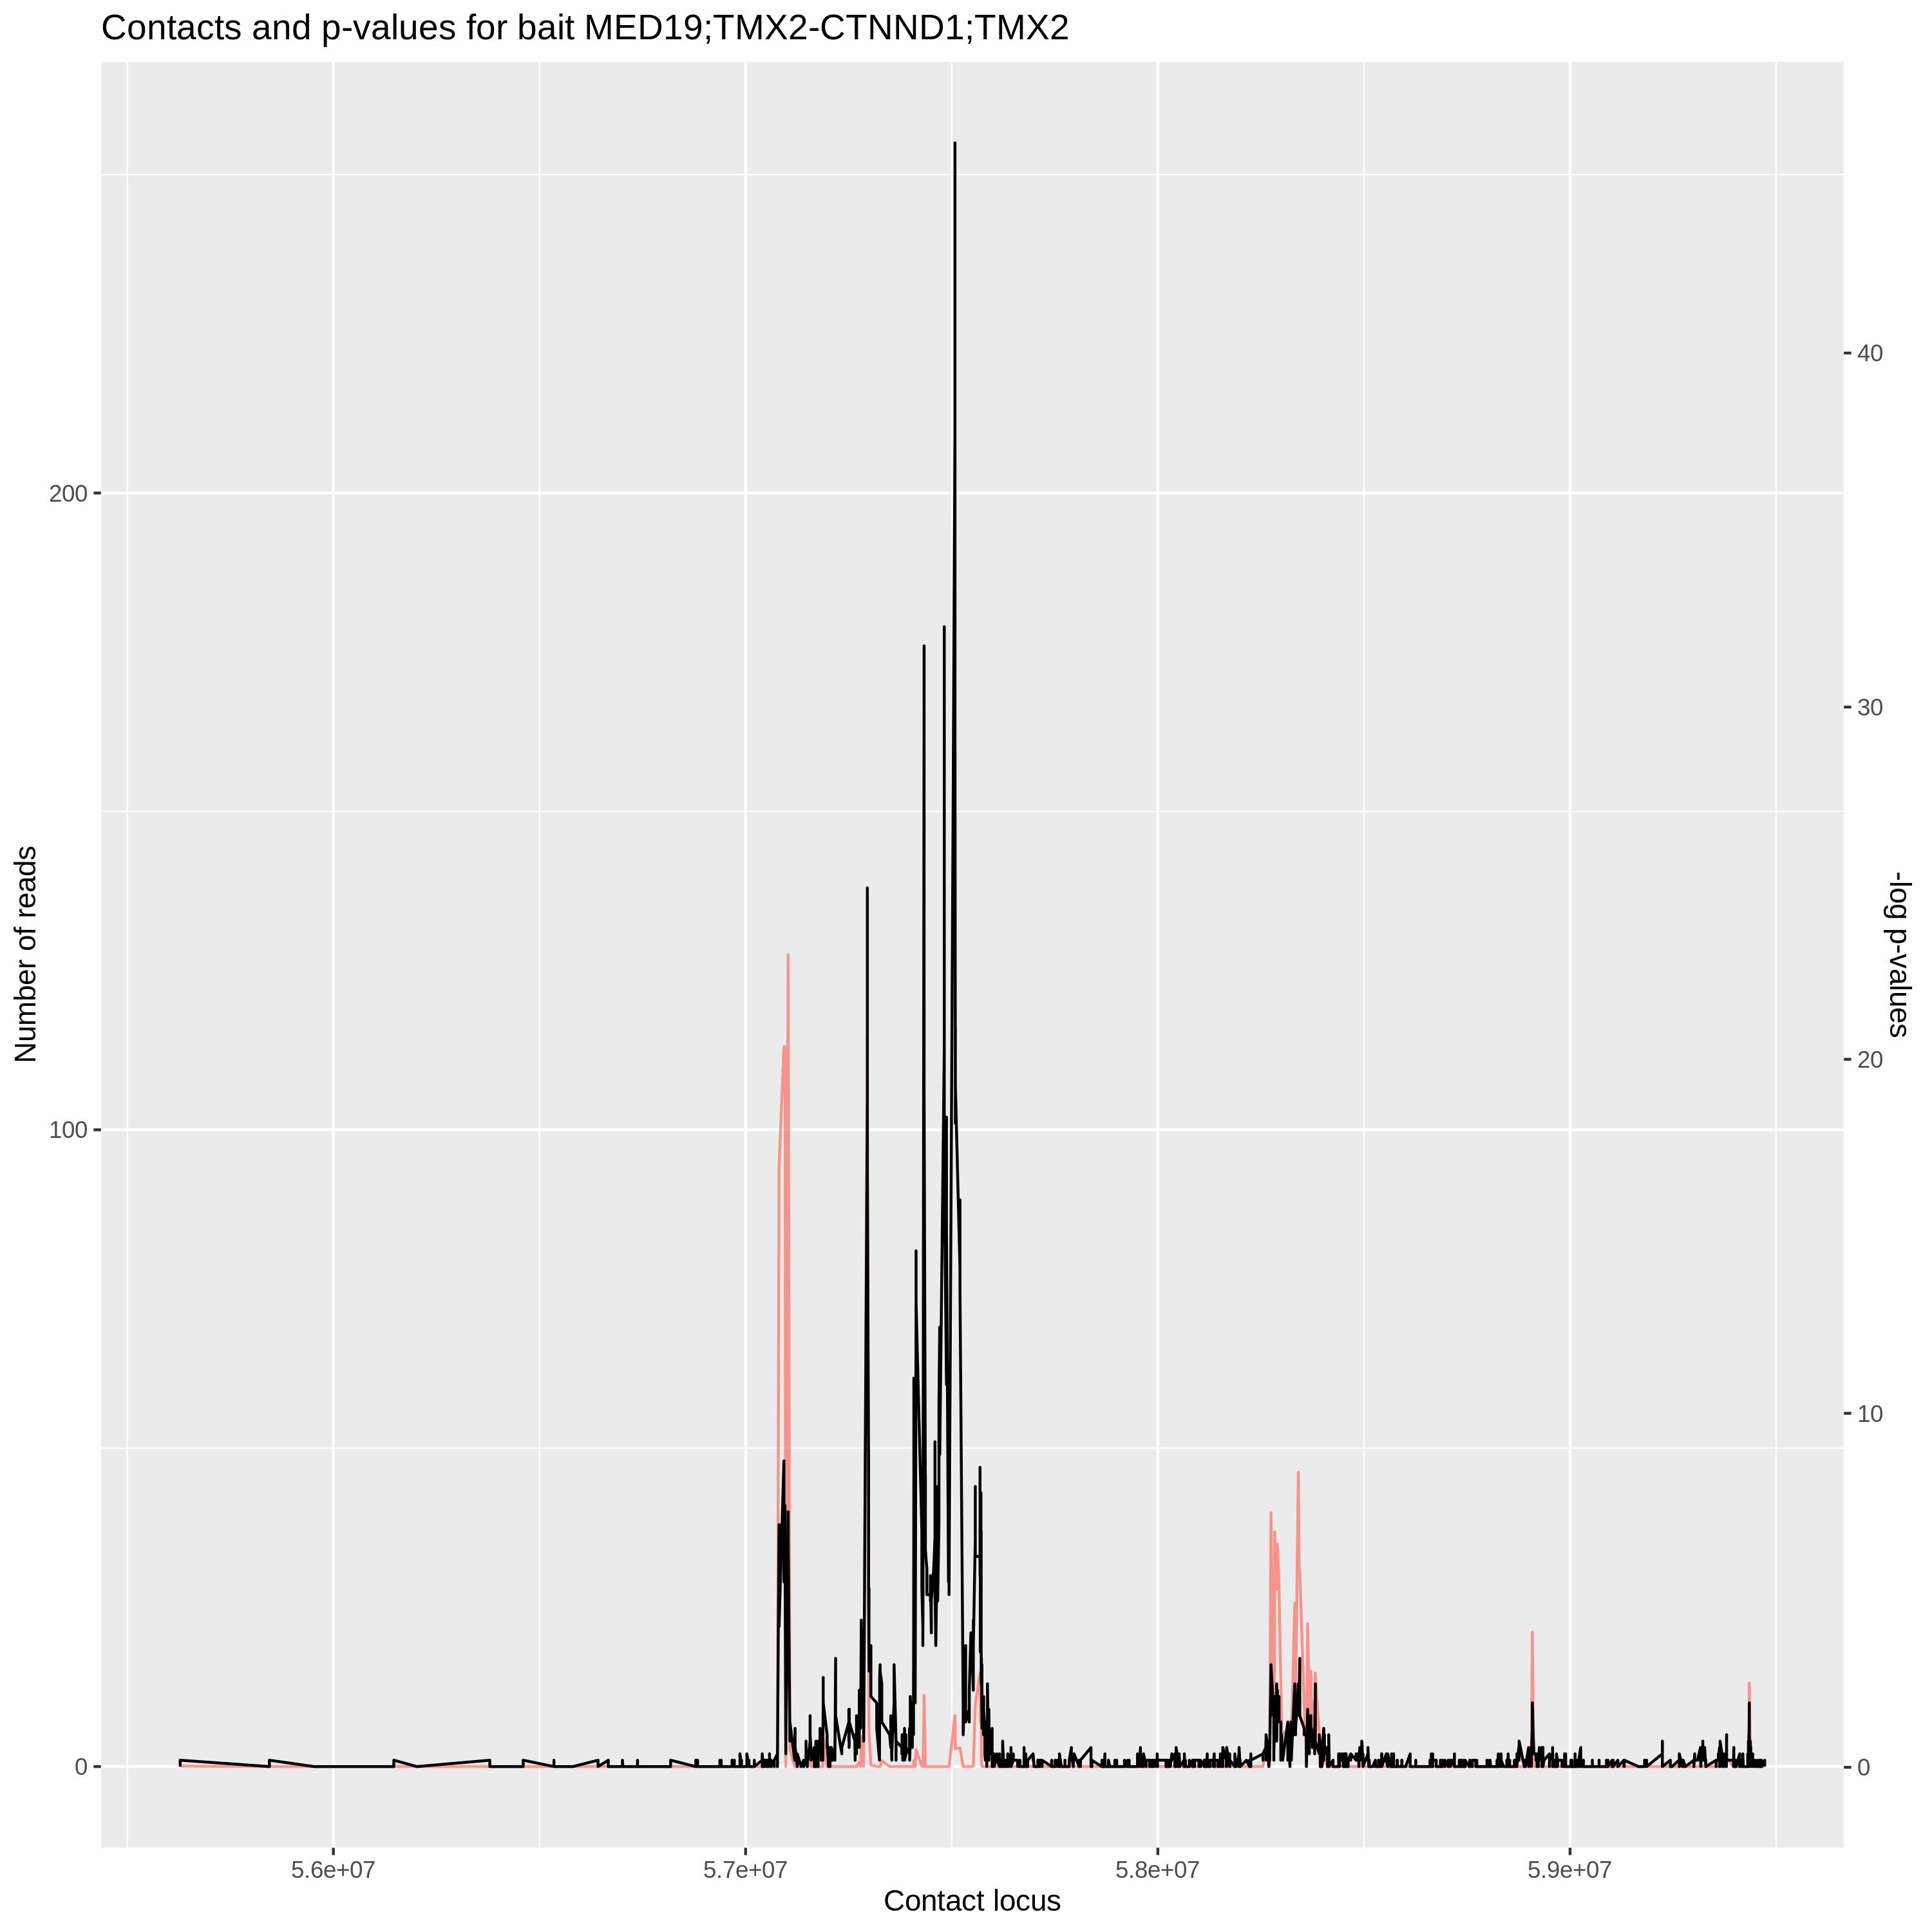 Contacts and p-values for bait MED19;TMX2-CTNND1;TMX2
Number of reads
200
100
0
40
30
20
10
0
-log p-values
5.6e+07
5.7e+07
5.8e+07
5.9e+07
Contact locus